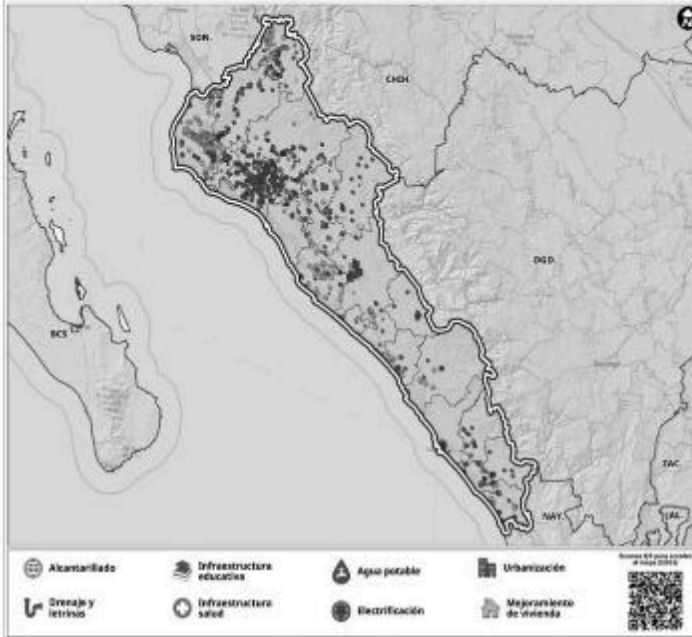 SON.
CHIH.
DGO.
BCS
ZAC.
NAY.
JAL.
Alcantarillado
Infraestructura
educativa
Agua potable
Urbanización
Drenaje y
letrinas
Infraestructura
salud
Electrificación
Mejoramiento
de vivienda